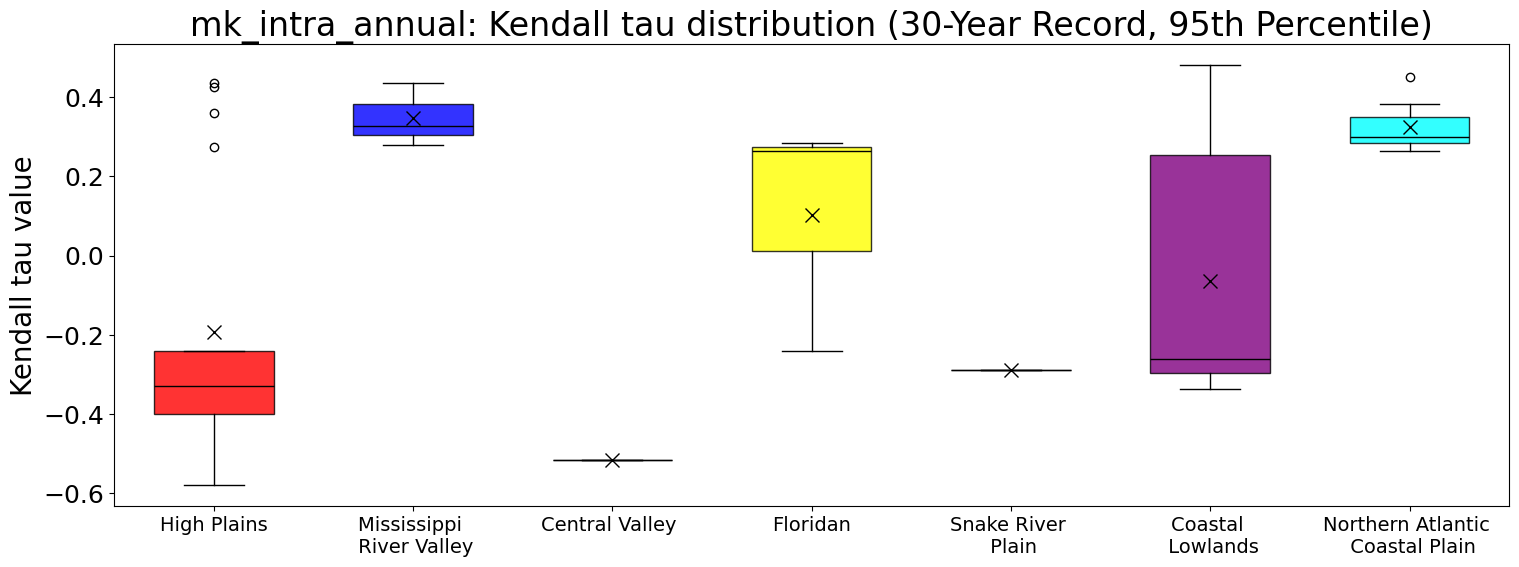 mk_intra_annual: Kendall tau distribution (30-Year Record, 95th Percentile)
Kendall tau value
0.4
0.2
0.0
−0.2
−0.4
−0.6
High Plains
Mississippi
River Valley
Central Valley
Floridan
Snake River
Plain
Coastal
Lowlands
Northern Atlantic
Coastal Plain